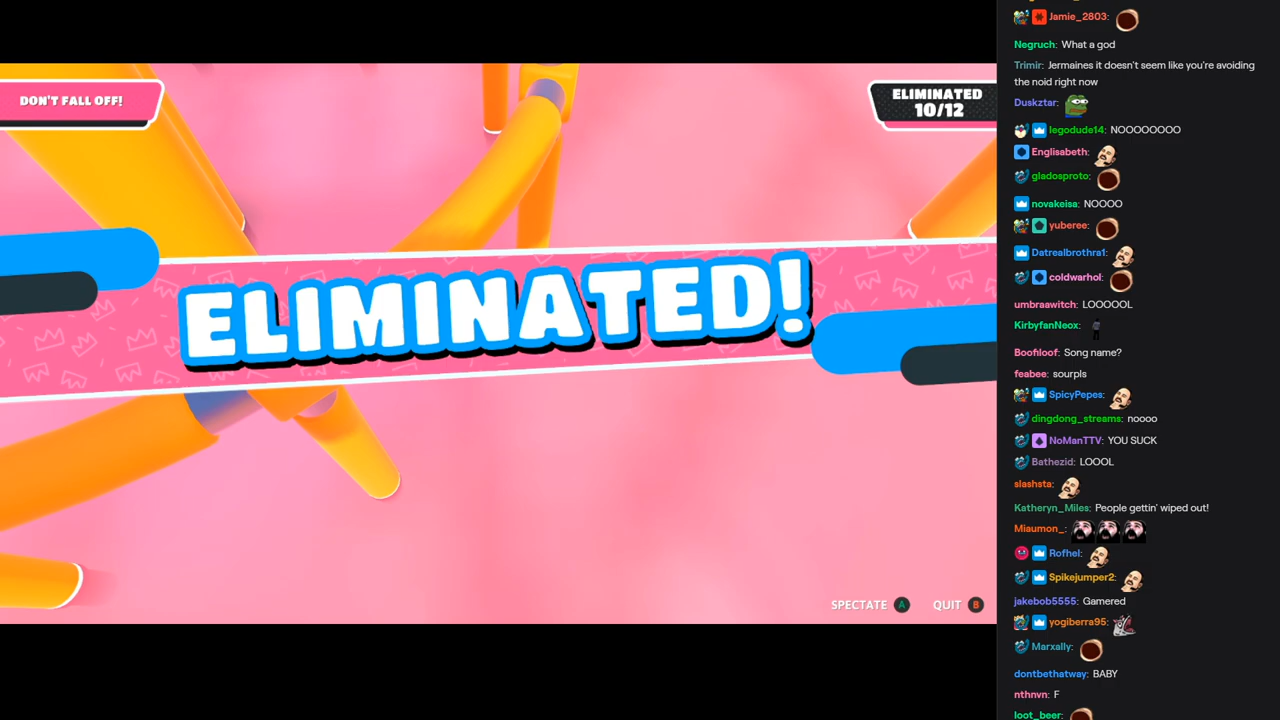 DON'T FALL OFF!
ELIMINATED
10/12
ELIMINATED!
SPECTATE A
QUIT B
Jamie_2803:
Negruch: What a god
Trimir: Jermaines it doesn't seem like you're avoiding
the noid right now
Duskztar:
legodude14: NOOOOOOOO
Englisabeth:
gladosproto:
novakeisa: NOOOO
yuberee:
Datrealbrothra1:
coldwarhol:
umbraawitch: LOOOOOL
KirbyfanNeox:
Boofloof: Song name?
feabee: sourpls
SpicyPepes:
dingdong_streams: noooo
NoManTTV: YOU SUCK
Bathezid: LOOOL
slashsta:
Katheryn_Miles: People gettin' wiped out!
Miaumon_:
Rofhel:
Spikejumper2:
jakebob5555: Gamered
yogiberra95:
Marxally:
dontbethatway: BABY
nthnvn: F
loot_beer: